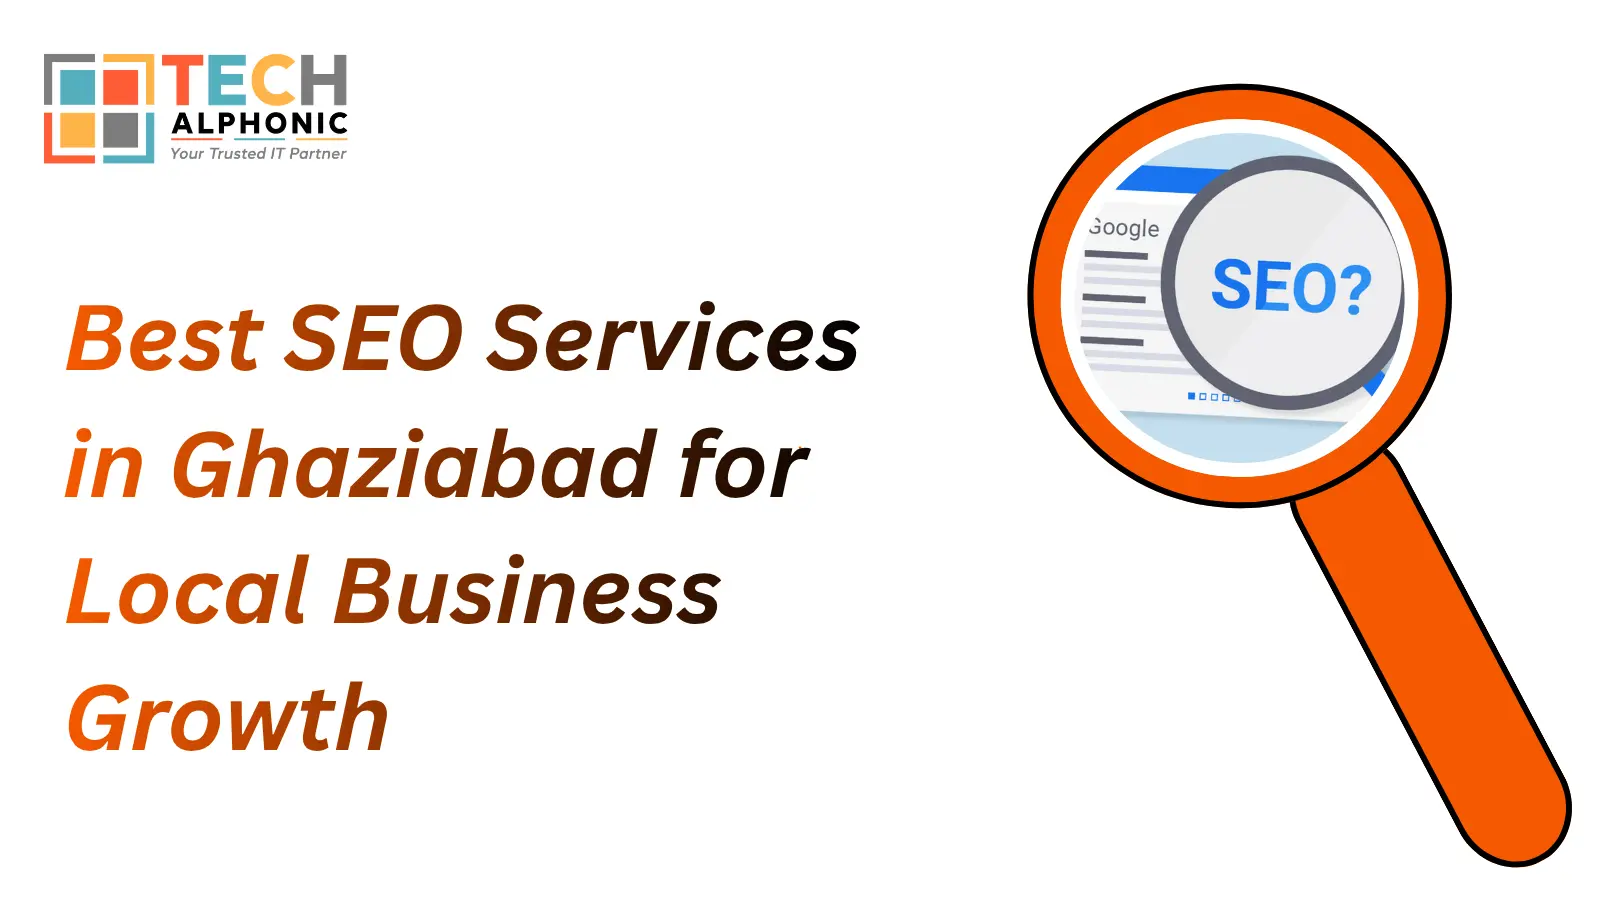 TECH
ALPHONIC
Your Trusted IT Partner
Best SEO Services
in Ghaziabad for
Local Business
Growth
Google
SEO?